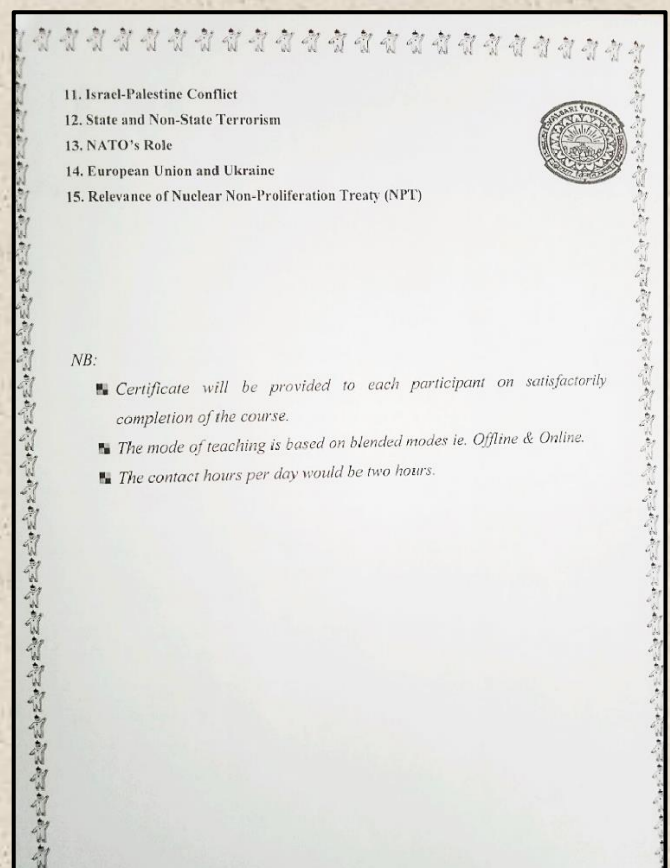 11. Israel-Palestine Conflict
12. State and Non-State Terrorism
13. NATO's Role
14. European Union and Ukraine
15. Relevance of Nuclear Non-Proliferation Treaty (NPT)
NB:
Certificate will be provided to each participant on satisfactorily
completion of the course.
The mode of teaching is based on blended modes ie. Offline & Online.
The contact hours per day would be two hours.
COLLEGE